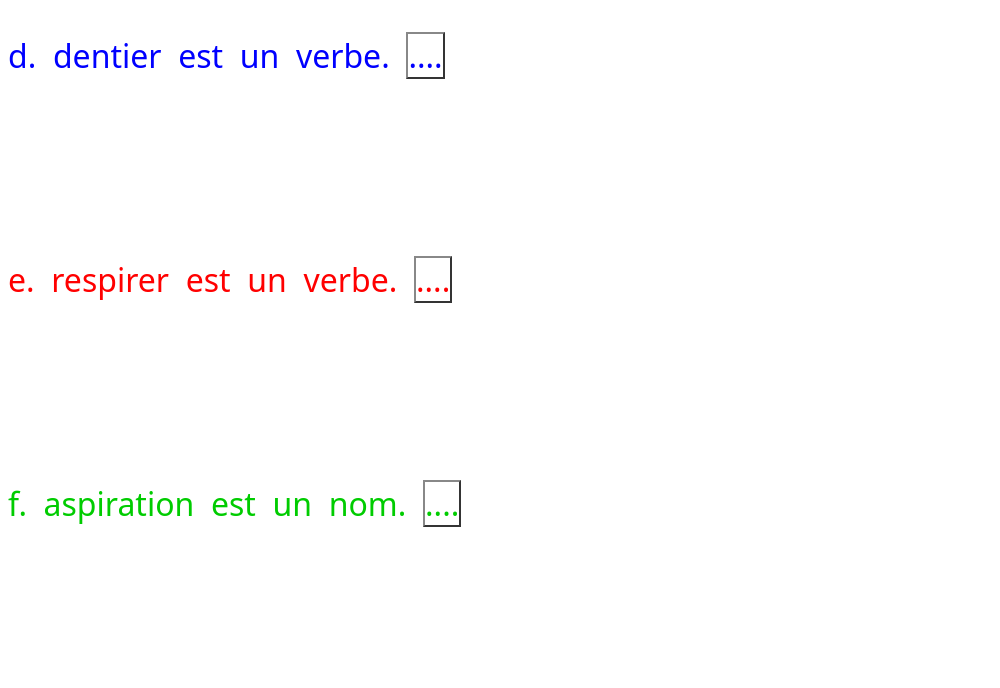 d. dentier est un verbe. ....
e. respirer est un verbe. ....
f. aspiration est un nom. ....